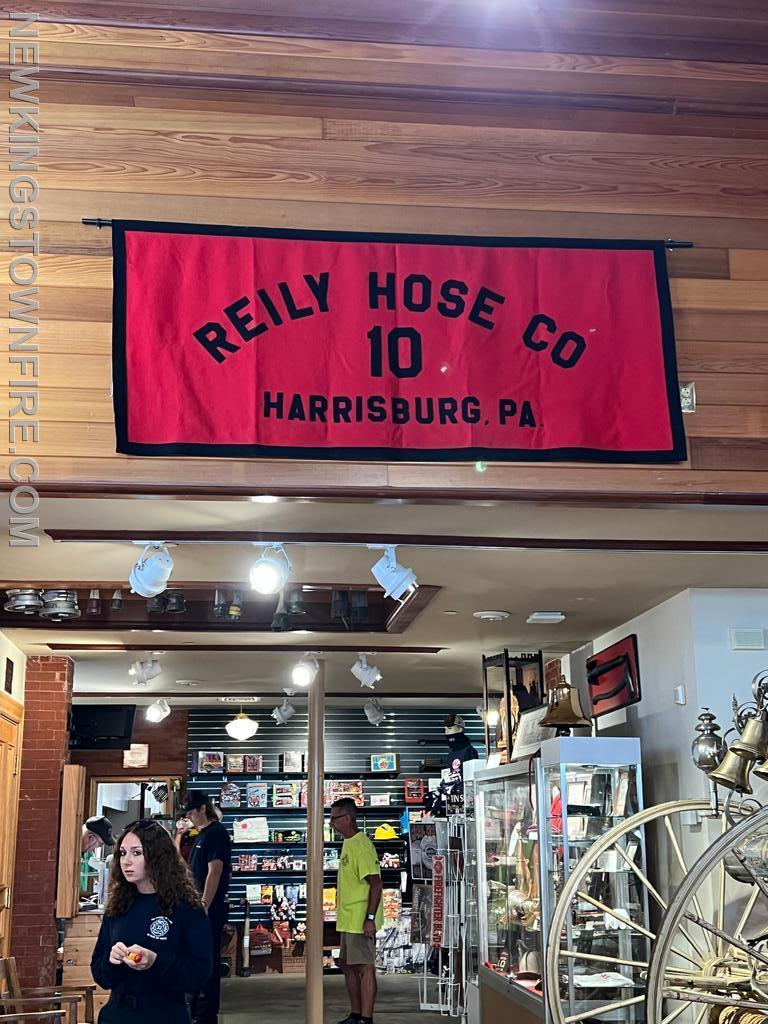 NEWKINGSTOWNFIRE.COM
REILY HOSE CO
10
HARRISBURG, PA.